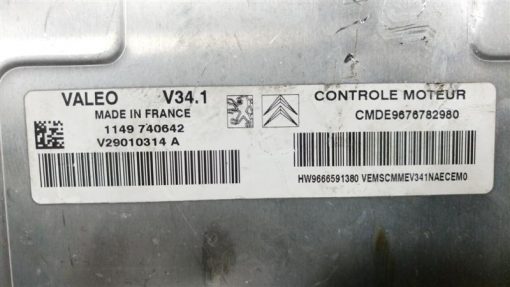 VALEO V34.1
MADE IN FRANCE
1149 740642
V29010314 A
CONTROLE MOTEUR
CMDE9676782980
HW9666591380 VEMSCMMEV341NAECEM0